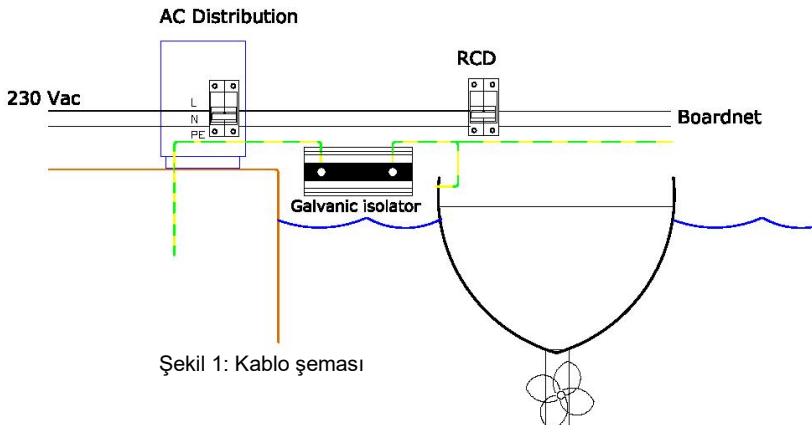 AC Distribution
RCD
230 Vac
L
N
PE
Boardnet
Galvanic isolator
Şekil 1: Kablo şeması